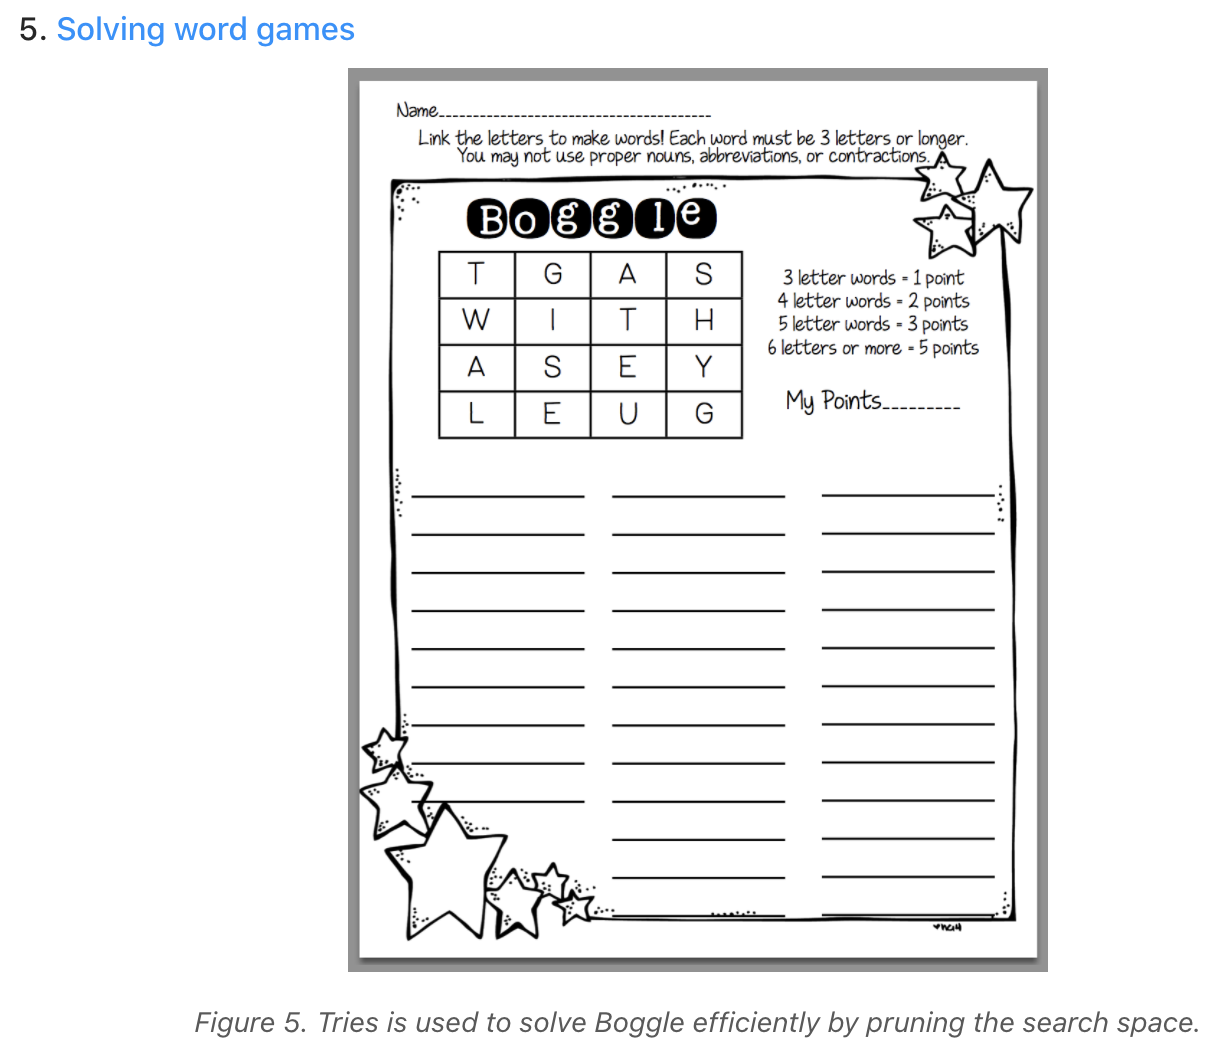 5. Solving word games
Name
Link the letters to make words! Each word must be 3 letters or longer.
You may not use proper nouns, abbreviations, or contractions.
Boggle
T G A S
W I T H
A S E Y
L E U G
3 letter words = 1 point
4 letter words = 2 points
5 letter words = 3 points
6 letters or more = 5 points
My Points
Figure 5. Tries is used to solve Boggle efficiently by pruning the search space.